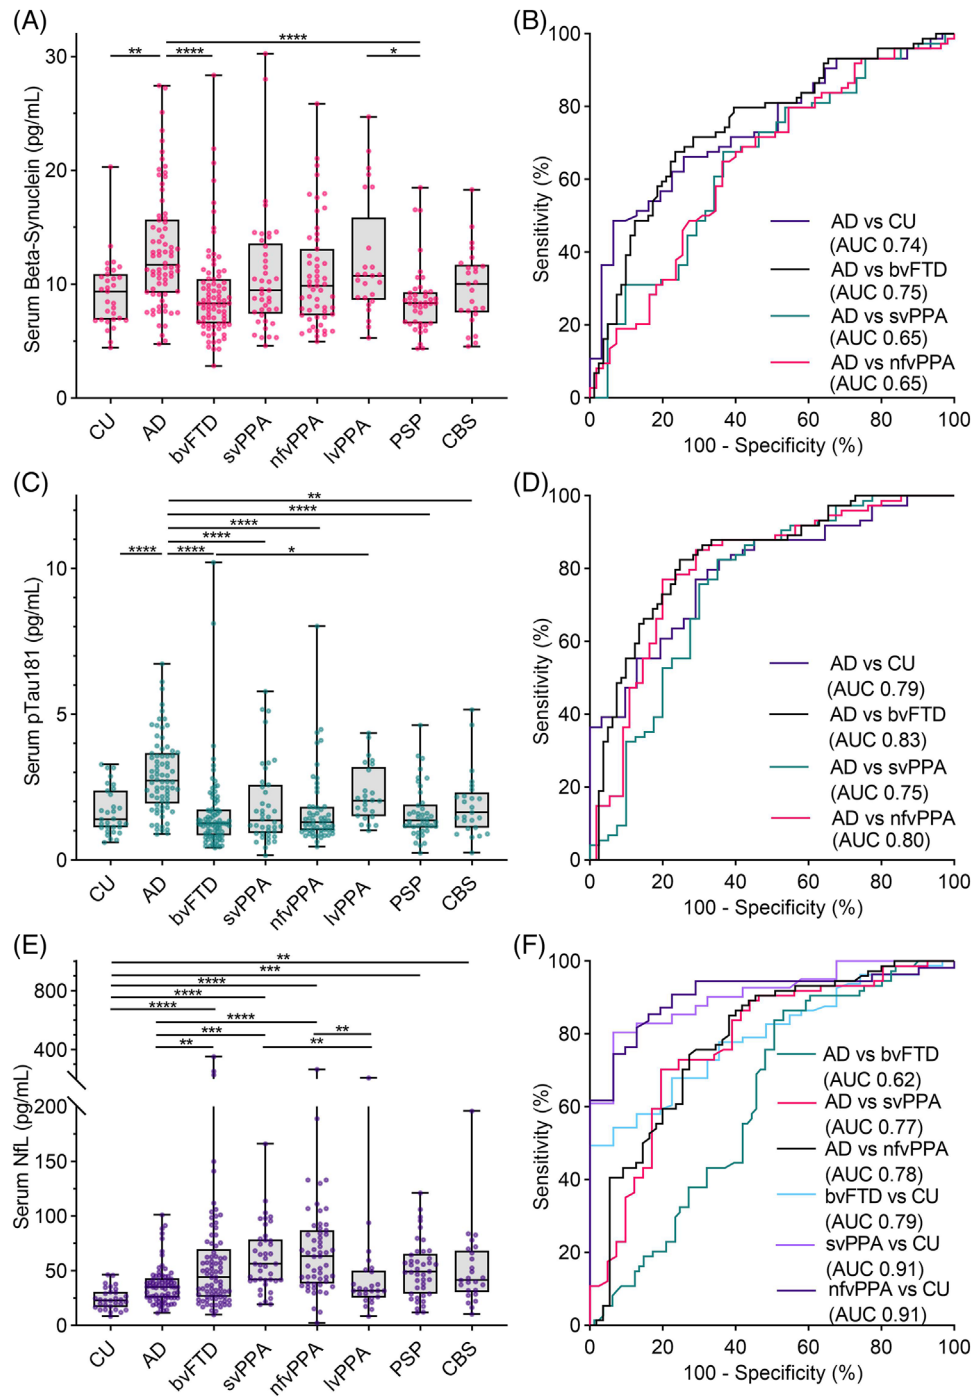 (A)
Serum Beta-Synuclein (pg/mL)
30
20
10
0
**
****
****
*
CU
AD
bvFTD
svPPA
nfvPPA
lvPPA
PSP
CBS
(B)
Sensitivity (%)
100
80
60
40
20
0
0 20 40 60 80 100
100 - Specificity (%)
AD vs CU
(AUC 0.74)
AD vs bvFTD
(AUC 0.75)
AD vs svPPA
(AUC 0.65)
AD vs nfvPPA
(AUC 0.65)
(C)
Serum pTau181 (pg/mL)
10
5
0
**
****
****
****
****
****
*
CU
AD
bvFTD
svPPA
nfvPPA
lvPPA
PSP
CBS
(D)
Sensitivity (%)
100
80
60
40
20
0
0 20 40 60 80 100
100 - Specificity (%)
AD vs CU
(AUC 0.79)
AD vs bvFTD
(AUC 0.83)
AD vs svPPA
(AUC 0.75)
AD vs nfvPPA
(AUC 0.80)
(E)
Serum NfL (pg/mL)
800
400
200
150
100
50
0
**
***
****
****
****
****
***
**
**
**
CU
AD
bvFTD
svPPA
nfvPPA
lvPPA
PSP
CBS
(F)
Sensitivity (%)
100
80
60
40
20
0
0 20 40 60 80 100
100 - Specificity (%)
AD vs bvFTD
(AUC 0.62)
AD vs svPPA
(AUC 0.77)
AD vs nfvPPA
(AUC 0.78)
bvFTD vs CU
(AUC 0.79)
svPPA vs CU
(AUC 0.91)
nfvPPA vs CU
(AUC 0.91)